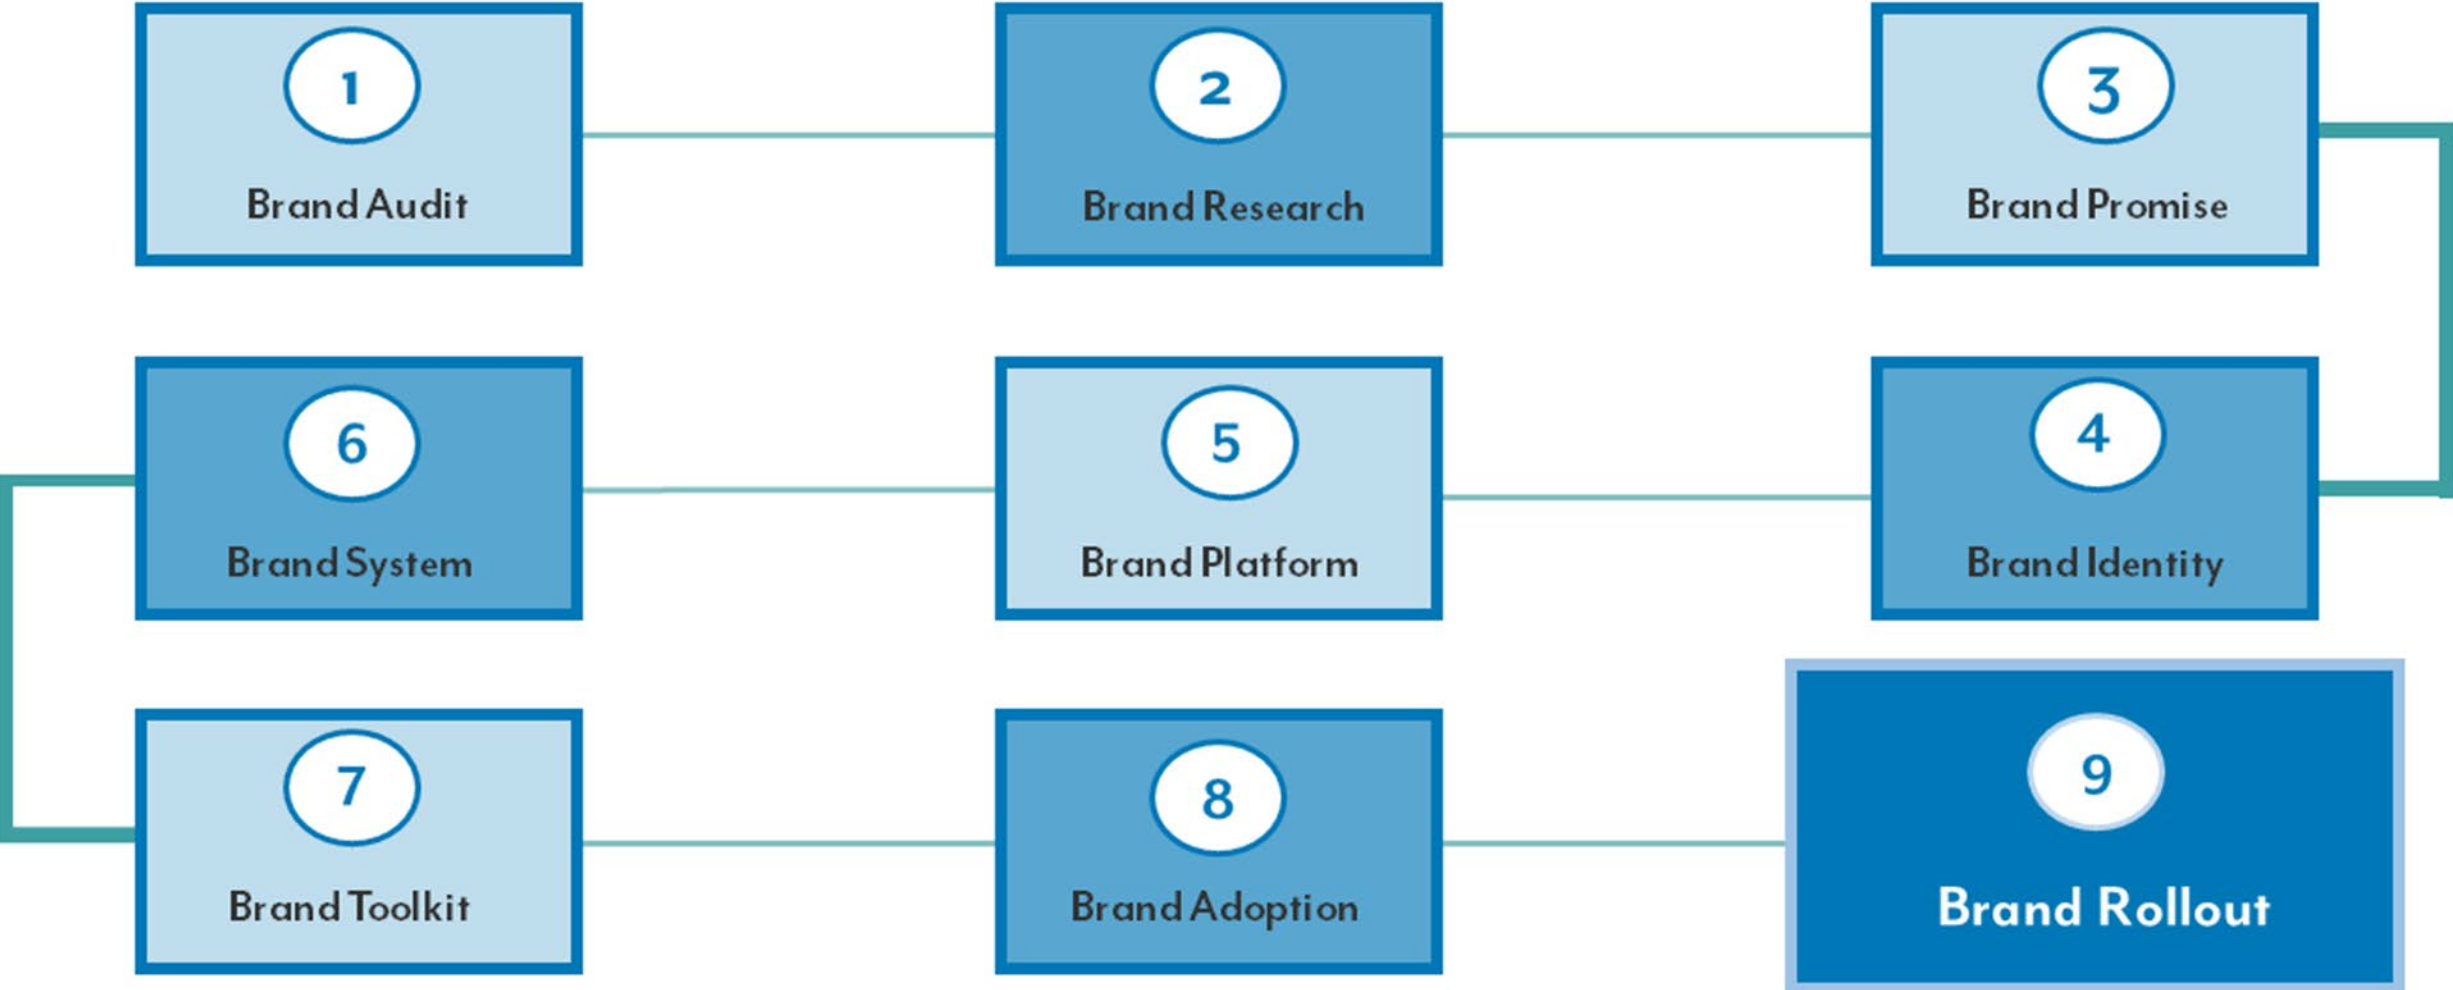 1
Brand Audit
2
Brand Research
3
Brand Promise
4
Brand Identity
5
Brand Platform
6
Brand System
7
Brand Toolkit
8
Brand Adoption
9
Brand Rollout